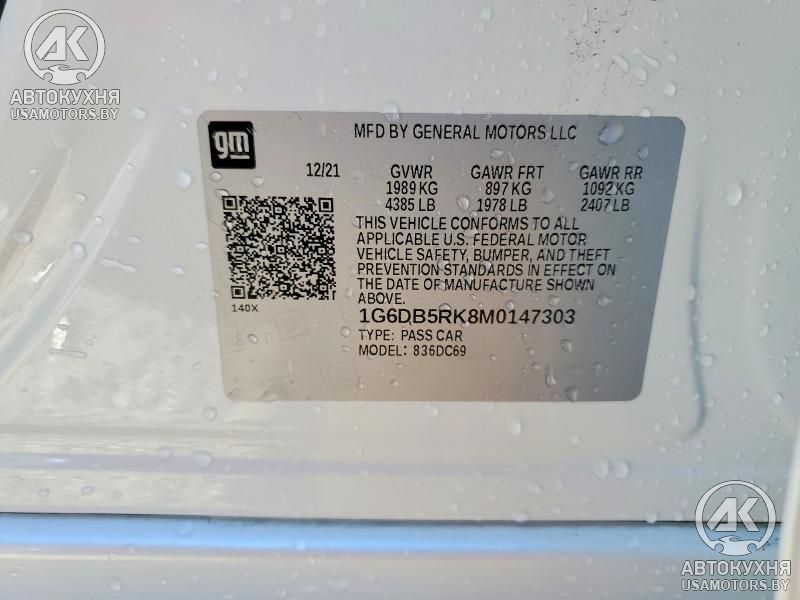 AK
АВТОКУХНЯ
USAMOTORS.BY
gm
MFD BY GENERAL MOTORS LLC
12/21 GVWR GAWR FRT GAWR RR
1989 KG 897 KG 1092 KG
4385 LB 1978 LB 2407 LB
THIS VEHICLE CONFORMS TO ALL
APPLICABLE U.S. FEDERAL MOTOR
VEHICLE SAFETY, BUMPER, AND THEFT
PREVENTION STANDARDS IN EFFECT ON
THE DATE OF MANUFACTURE SHOWN
ABOVE.
140X
1G6DB5RK8M0147303
TYPE: PASS CAR
MODEL: 836DC69
AK
АВТОКУХНЯ
USAMOTORS.BY